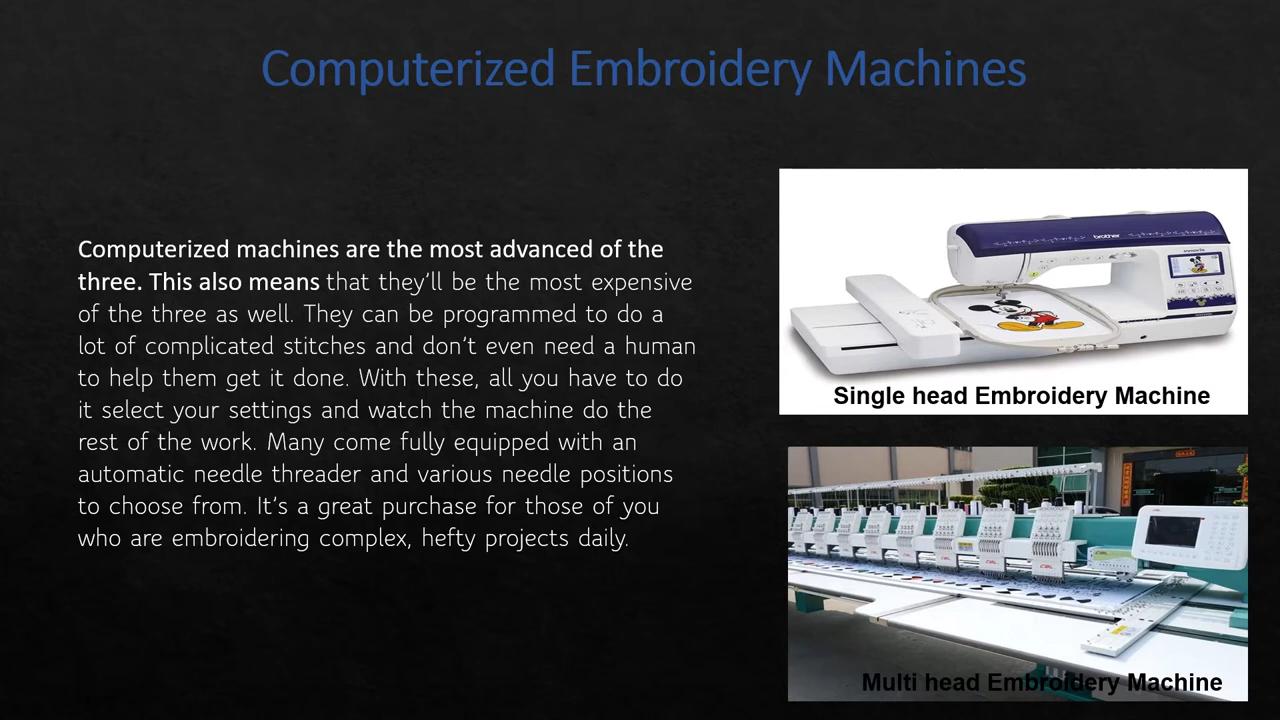 Computerized Embroidery Machines
Computerized machines are the most advanced of the
three. This also means that they'll be the most expensive
of the three as well. They can be programmed to do a
lot of complicated stitches and don't even need a human
to help them get it done. With these, all you have to do
it select your settings and watch the machine do the
rest of the work. Many come fully equipped with an
automatic needle threader and various needle positions
to choose from. It's a great purchase for those of you
who are embroidering complex, hefty projects daily.
brother
Single head Embroidery Machine
Multi head Embroidery Machine